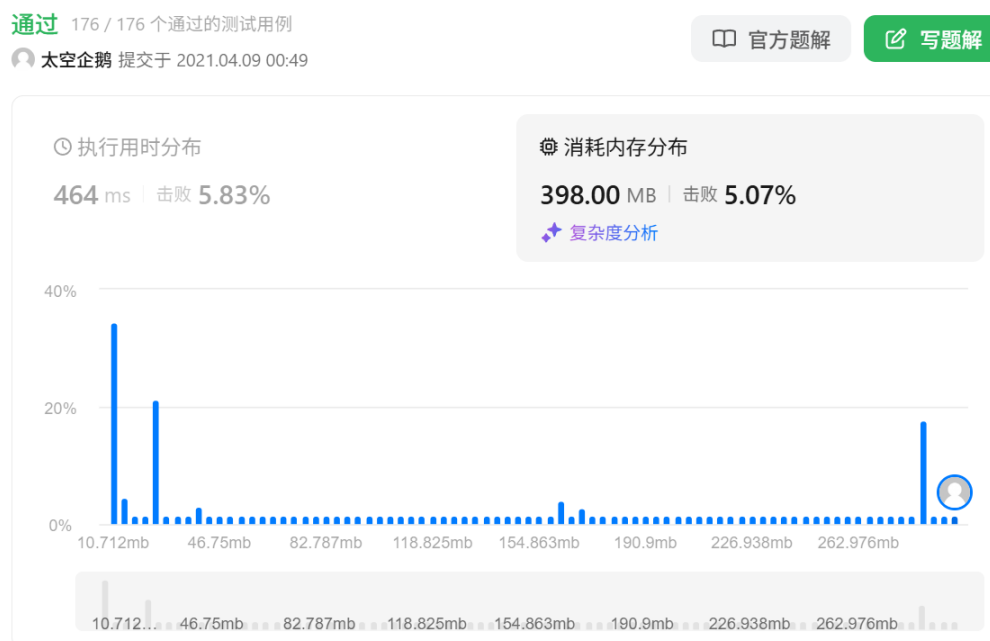 通过 176 / 176 个通过的测试用例
官方题解
写题解
太空企鹅 提交于 2021.04.09 00:49
执行用时分布
464 ms 击败 5.83%
消耗内存分布
398.00 MB 击败 5.07%
复杂度分析
40%
20%
0%
10.712mb 46.75mb 82.787mb 118.825mb 154.863mb 190.9mb 226.938mb 262.976mb
10.712... 46.75mb 82.787mb 118.825mb 154.863mb 190.9mb 226.938mb 262.976mb